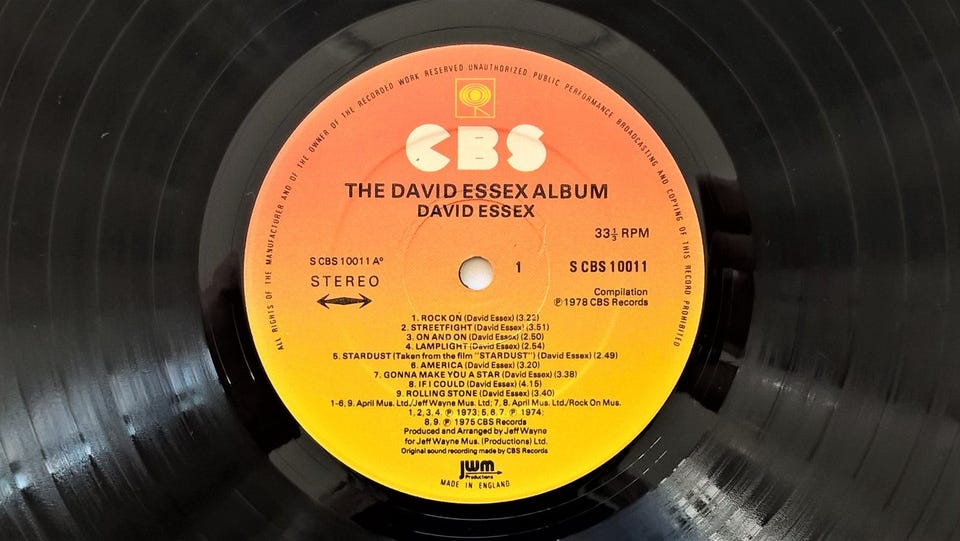 ALL RIGHTS OF THE MANUFACTURER AND OF THE OWNER OF THE RECORDED WORK RESERVED UNAUTHORIZED PUBLIC PERFORMANCE BROADCASTING AND COPYING OF THIS RECORD PROHIBITED
CBS
THE DAVID ESSEX ALBUM
DAVID ESSEX
33⅓ RPM
S CBS 10011 Aº
1
S CBS 10011
STEREO
Compilation
℗ 1978 CBS Records
1. ROCK ON (David Essex) (3.22)
2. STREETFIGHT (David Essex) (3.51)
3. ON AND ON (David Essex) (2.50)
4. LAMPLIGHT (David Essex) (2.54)
5. STARDUST (Taken from the film "STARDUST") (David Essex) (2.49)
6. AMERICA (David Essex) (3.20)
7. GONNA MAKE YOU A STAR (David Essex) (3.38)
8. IF I COULD (David Essex) (4.15)
9. ROLLING STONE (David Essex) (3.40)
1-6, 9. April Mus. Ltd./Jeff Wayne Mus. Ltd; 7, 8. April Mus. Ltd./Rock On Mus.
1, 2, 3, 4. ℗ 1973; 5, 6, 7. ℗ 1974;
8, 9. ℗ 1975 CBS Records
Produced and Arranged by Jeff Wayne
for Jeff Wayne Mus. (Productions) Ltd.
Original sound recording made by CBS Records
jwm
Productions
MADE IN ENGLAND